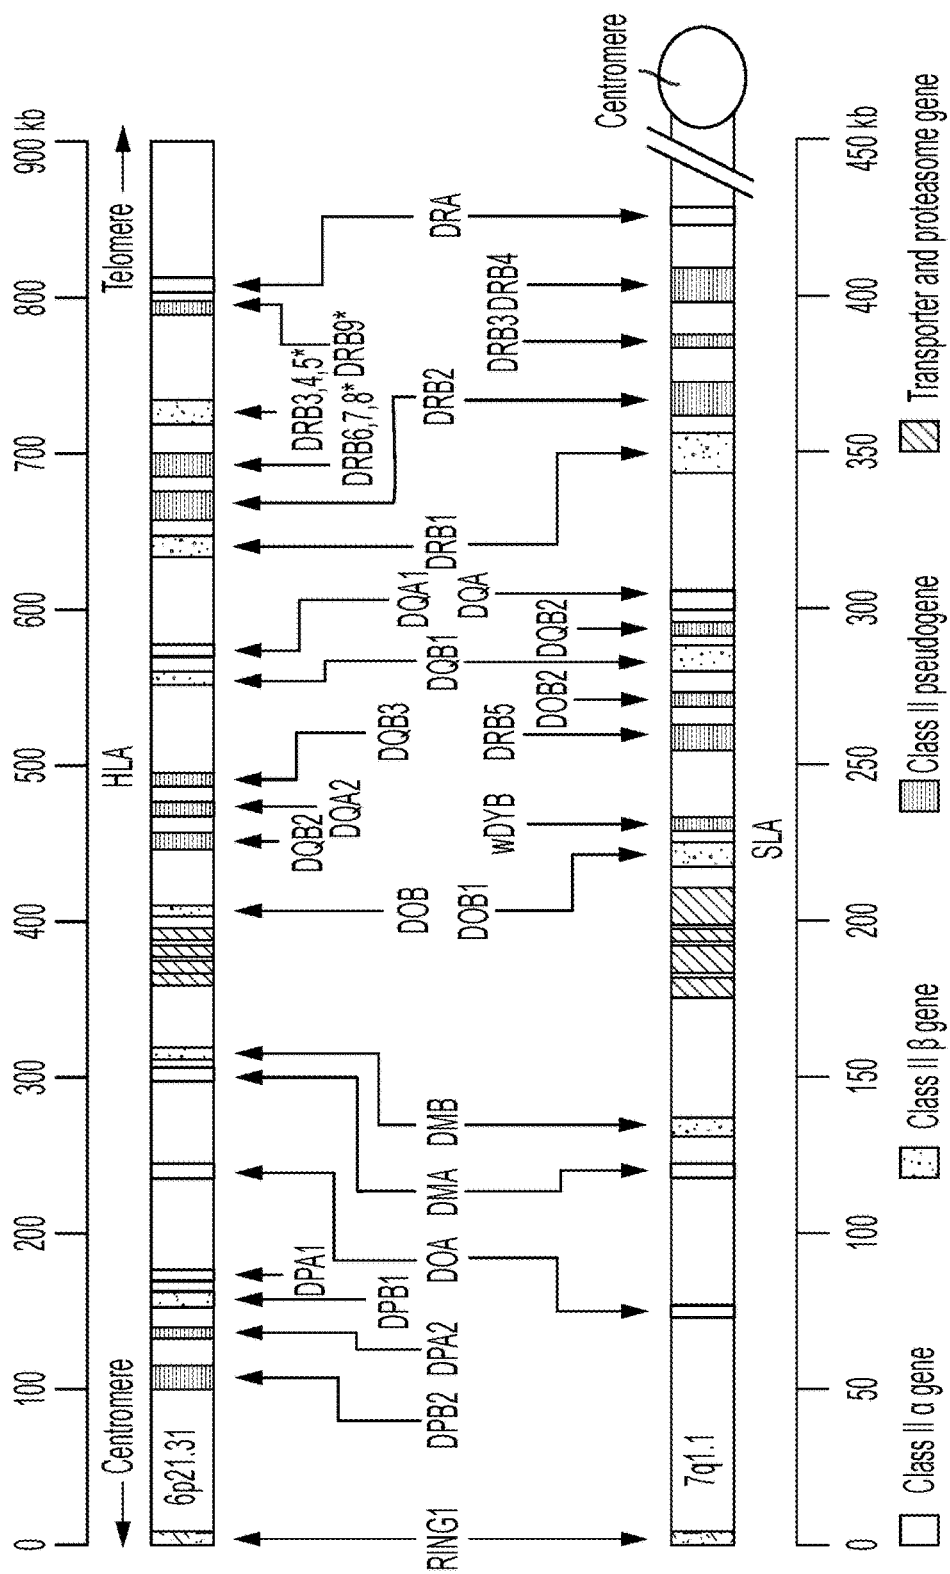 0 100 200 300 400 500 600 700 800 900 kb
Centromere HLA Telomere
6p21.31
DPA1 DQB2 DRB3,4,5*
DQA2 DRB9*
DRB6,7,8*
DPB1 DQB3
DOB DQA1
RING1 DPB2 DPA2 DOA DMA DMB DQB1 DRB1 DRB2 DRA
DOB1 DQA
wDYB DRB5 DRB3 DRB4
DOB2 DQB2
Centromere
7q1.1
SLA
0 50 100 150 200 250 300 350 400 450 kb
Class II α gene
Class II β gene
Class II pseudogene
Transporter and proteasome gene